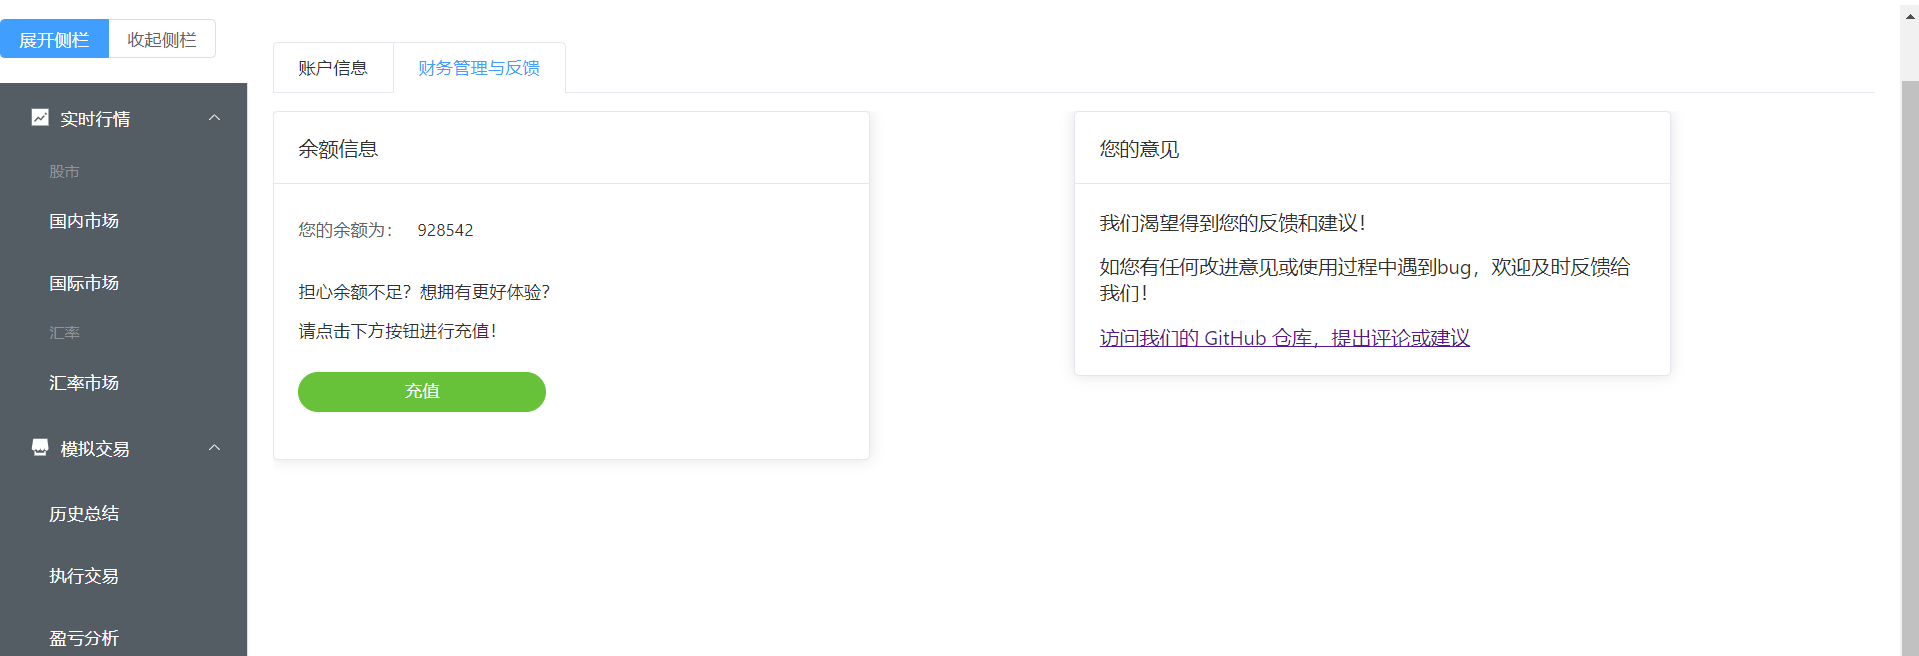 展开侧栏
收起侧栏
实时行情
股市
国内市场
国际市场
汇率
汇率市场
模拟交易
历史总结
执行交易
盈亏分析
账户信息
财务管理与反馈
余额信息
您的余额为： 928542
担心余额不足？想拥有更好体验？
请点击下方按钮进行充值！
充值
您的意见
我们渴望得到您的反馈和建议！
如您有任何改进意见或使用过程中遇到bug，欢迎及时反馈给
我们！
访问我们的 GitHub 仓库，提出评论或建议